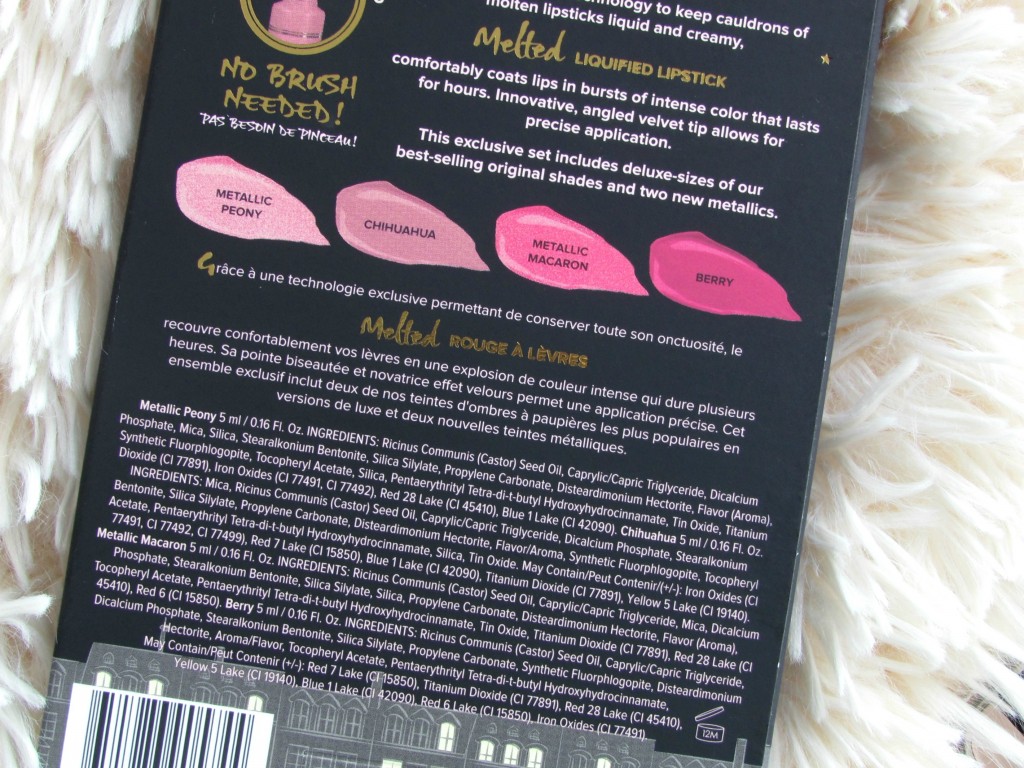 technology to keep cauldrons of
molten lipsticks liquid and creamy,
Melted LIQUIFIED LIPSTICK
comfortably coats lips in bursts of intense color that lasts
for hours. Innovative, angled velvet tip allows for
precise application.
This exclusive set includes deluxe-sizes of our
best-selling original shades and two new metallics.
NO BRUSH
NEEDED!
PAS BESOIN DE PINCEAU!
METALLIC
PEONY
CHIHUAHUA
METALLIC
MACARON
BERRY
Grâce à une technologie exclusive permettant de conserver toute son onctuosité, le
Melted ROUGE À LÈVRES
recouvre confortablement vos lèvres en une explosion de couleur intense qui dure plusieurs
heures. Sa pointe biseautée et novatrice effet velours permet une application précise. Cet
ensemble exclusif inclut deux de nos teintes d'ombres à paupières les plus populaires en
versions de luxe et deux nouvelles teintes métalliques.
Metallic Peony 5 ml / 0.16 Fl. Oz. INGREDIENTS: Ricinus Communis (Castor) Seed Oil, Caprylic/Capric Triglyceride, Dicalcium
Phosphate, Mica, Silica, Stearalkonium Bentonite, Silica Silylate, Propylene Carbonate, Disteardimonium Hectorite, Flavor (Aroma),
Synthetic Fluorphlogopite, Tocopheryl Acetate, Silica, Pentaerythrityl Tetra-di-t-butyl Hydroxyhydrocinnamate, Tin Oxide, Titanium
Dioxide (CI 77891), Iron Oxides (CI 77491, CI 77492), Red 28 Lake (CI 45410), Blue 1 Lake (CI 42090). Chihuahua 5 ml / 0.16 Fl. Oz.
INGREDIENTS: Mica, Ricinus Communis (Castor) Seed Oil, Caprylic/Capric Triglyceride, Dicalcium Phosphate, Stearalkonium
Bentonite, Silica Silylate, Propylene Carbonate, Disteardimonium Hectorite, Flavor/Aroma, Synthetic Fluorphlogopite, Tocopheryl
Acetate, Pentaerythrityl Tetra-di-t-butyl Hydroxyhydrocinnamate, Silica, Tin Oxide. May Contain/Peut Contenir/(+/-): Iron Oxides (CI
77491, CI 77492, CI 77499), Red 7 Lake (CI 15850), Blue 1 Lake (CI 42090), Titanium Dioxide (CI 77891), Yellow 5 Lake (CI 19140).
Metallic Macaron 5 ml / 0.16 Fl. Oz. INGREDIENTS: Ricinus Communis (Castor) Seed Oil, Caprylic/Capric Triglyceride, Mica, Dicalcium
Phosphate, Stearalkonium Bentonite, Silica Silylate, Silica, Propylene Carbonate, Disteardimonium Hectorite, Flavor (Aroma),
Tocopheryl Acetate, Pentaerythrityl Tetra-di-t-butyl Hydroxyhydrocinnamate, Tin Oxide, Titanium Dioxide (CI 77891), Red 28 Lake (CI
45410), Red 6 (CI 15850). Berry 5 ml / 0.16 Fl. Oz. INGREDIENTS: Ricinus Communis (Castor) Seed Oil, Caprylic/Capric Triglyceride,
Dicalcium Phosphate, Stearalkonium Bentonite, Silica Silylate, Propylene Carbonate, Synthetic Fluorphlogopite, Disteardimonium
Hectorite, Aroma/Flavor, Tocopheryl Acetate, Pentaerythrityl Tetra-di-t-butyl Hydroxyhydrocinnamate,
May Contain/Peut Contenir (+/-): Red 7 Lake (CI 15850), Titanium Dioxide (CI 77891), Red 28 Lake (CI 45410),
Yellow 5 Lake (CI 19140), Blue 1 Lake (CI 42090), Red 6 Lake (CI 15850), Iron Oxides (CI 77491).
12M